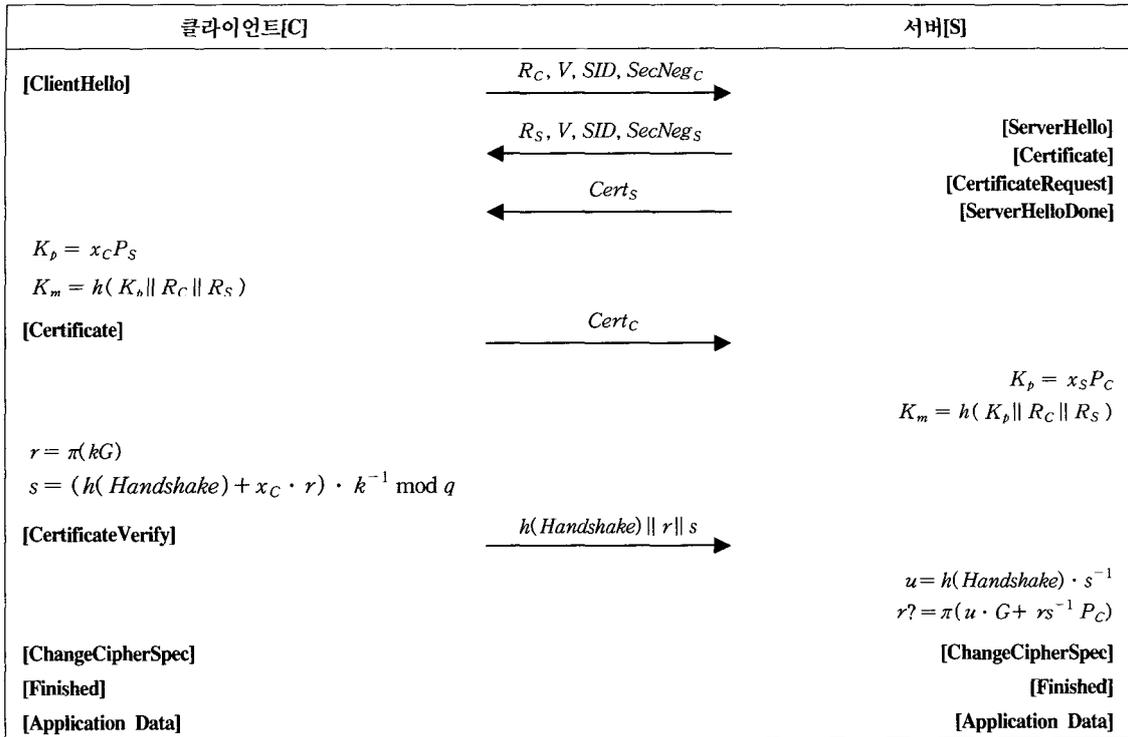 클라이언트[C] 서버[S]
[ClientHello] R_C, V, SID, SecNeg_C
R_S, V, SID, SecNeg_S [ServerHello]
[Certificate]
Cert_S [CertificateRequest]
[ServerHelloDone]
K_p = x_C P_S
K_m = h( K_p || R_C || R_S )
[Certificate] Cert_C
K_p = x_S P_C
K_m = h( K_p || R_C || R_S )
r = π(kG)
s = (h(Handshake) + x_C · r) · k^{-1} mod q
[CertificateVerify] h(Handshake) || r || s
u = h(Handshake) · s^{-1}
r? = π(u · G + rs^{-1} P_C)
[ChangeCipherSpec] [ChangeCipherSpec]
[Finished] [Finished]
[Application Data] [Application Data]